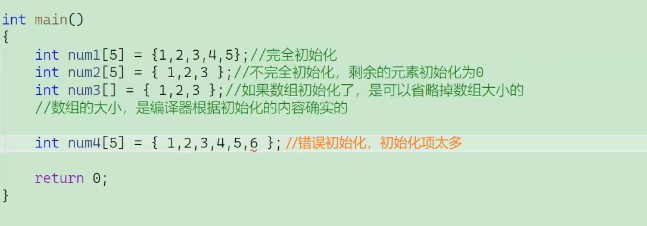 int main()
{
int num1[5] = {1,2,3,4,5};//完全初始化
int num2[5] = { 1,2,3 };//不完全初始化，剩余的元素初始化为0
int num3[] = { 1,2,3 };//如果数组初始化了，是可以省略掉数组大小的
//数组的大小，是编译器根据初始化的内容确实的
int num4[5] = { 1,2,3,4,5,6 };//错误初始化，初始化项太多
return 0;
}